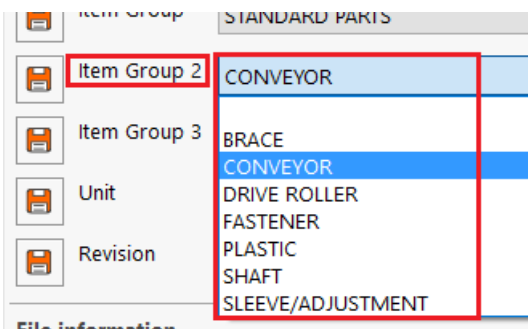 Item Group
STANDARD PARTS
Item Group 2
CONVEYOR
Item Group 3
BRACE
CONVEYOR
Unit
DRIVE ROLLER
FASTENER
Revision
PLASTIC
SHAFT
SLEEVE/ADJUSTMENT
File information